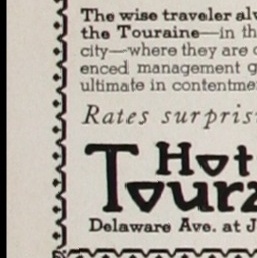 The wise traveler al
the Touraine—in th
city—where they are
enced management g
ultimate in contentme
Rates surpris
Hot
Tour
Delaware Ave. at J